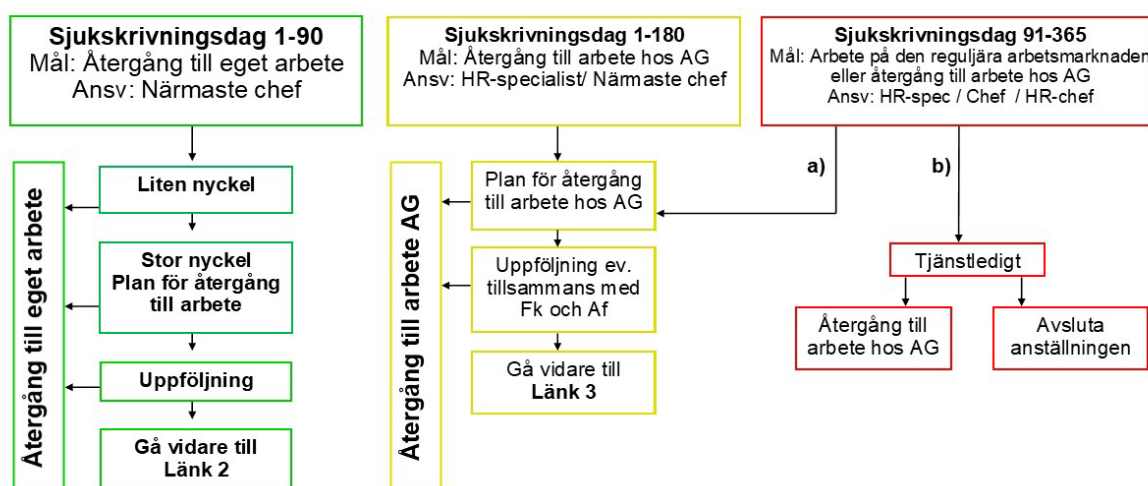 Sjukskrivningsdag 1-90
Mål: Återgång till eget arbete
Ansv: Närmaste chef
Återgång till eget arbete
Liten nyckel
Stor nyckel
Plan för återgång
till arbete
Uppföljning
Gå vidare till
Länk 2
Sjukskrivningsdag 1-180
Mål: Återgång till arbete hos AG
Ansv: HR-specialist/ Närmaste chef
Återgång till arbete AG
Plan för återgång
till arbete hos AG
Uppföljning ev.
tillsammans med
Fk och Af
Gå vidare till
Länk 3
Sjukskrivningsdag 91-365
Mål: Arbete på den reguljära arbetsmarknaden
eller återgång till arbete hos AG
Ansv: HR-spec / Chef / HR-chef
a)
b)
Tjänstledigt
Återgång till
arbete hos AG
Avsluta
anställningen